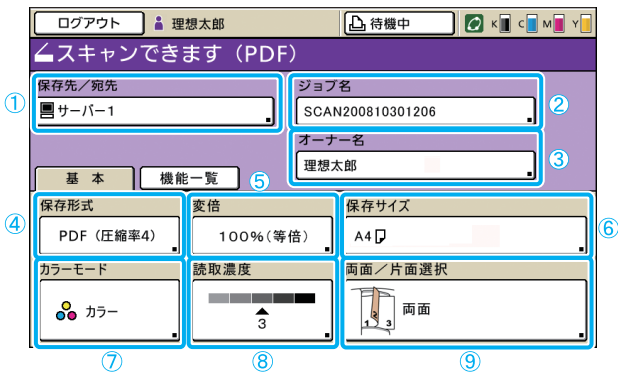 ログアウト 理想太郎 待機中 K C M Y
スキャンできます（PDF）
保存先／宛先 ジョブ名
① サーバー1 SCAN200810301206 ②
オーナー名
理想太郎 ③
基 本 機能一覧 ⑤
保存形式 変倍 保存サイズ
④ PDF（圧縮率4） 100%(等倍) A4 ⑥
カラーモード 読取濃度 両面／片面選択
カラー 3 1 3 両面
⑦ ⑧ ⑨